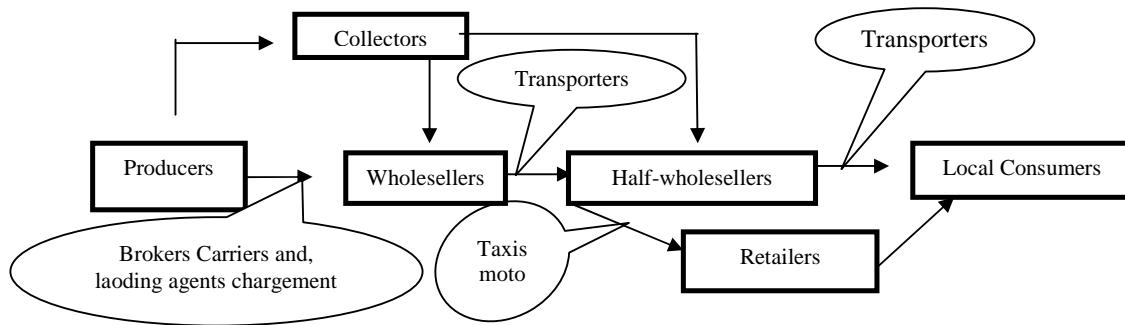 Collectors
Transporters
Transporters
Producers
Wholesellers
Half-wholesellers
Local Consumers
Brokers Carriers and,
laoding agents chargement
Taxis
moto
Retailers